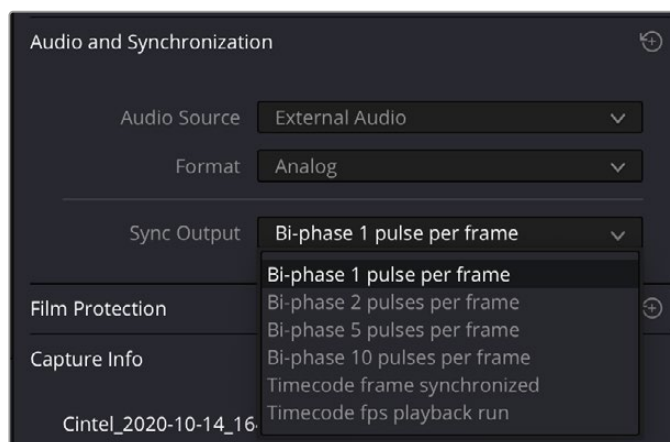 Audio and Synchronization
Audio Source External Audio
Format Analog
Sync Output Bi-phase 1 pulse per frame
Bi-phase 1 pulse per frame
Film Protection
Bi-phase 2 pulses per frame
Bi-phase 5 pulses per frame
Capture Info
Bi-phase 10 pulses per frame
Timecode frame synchronized
Cintel_2020-10-14_16
Timecode fps playback run